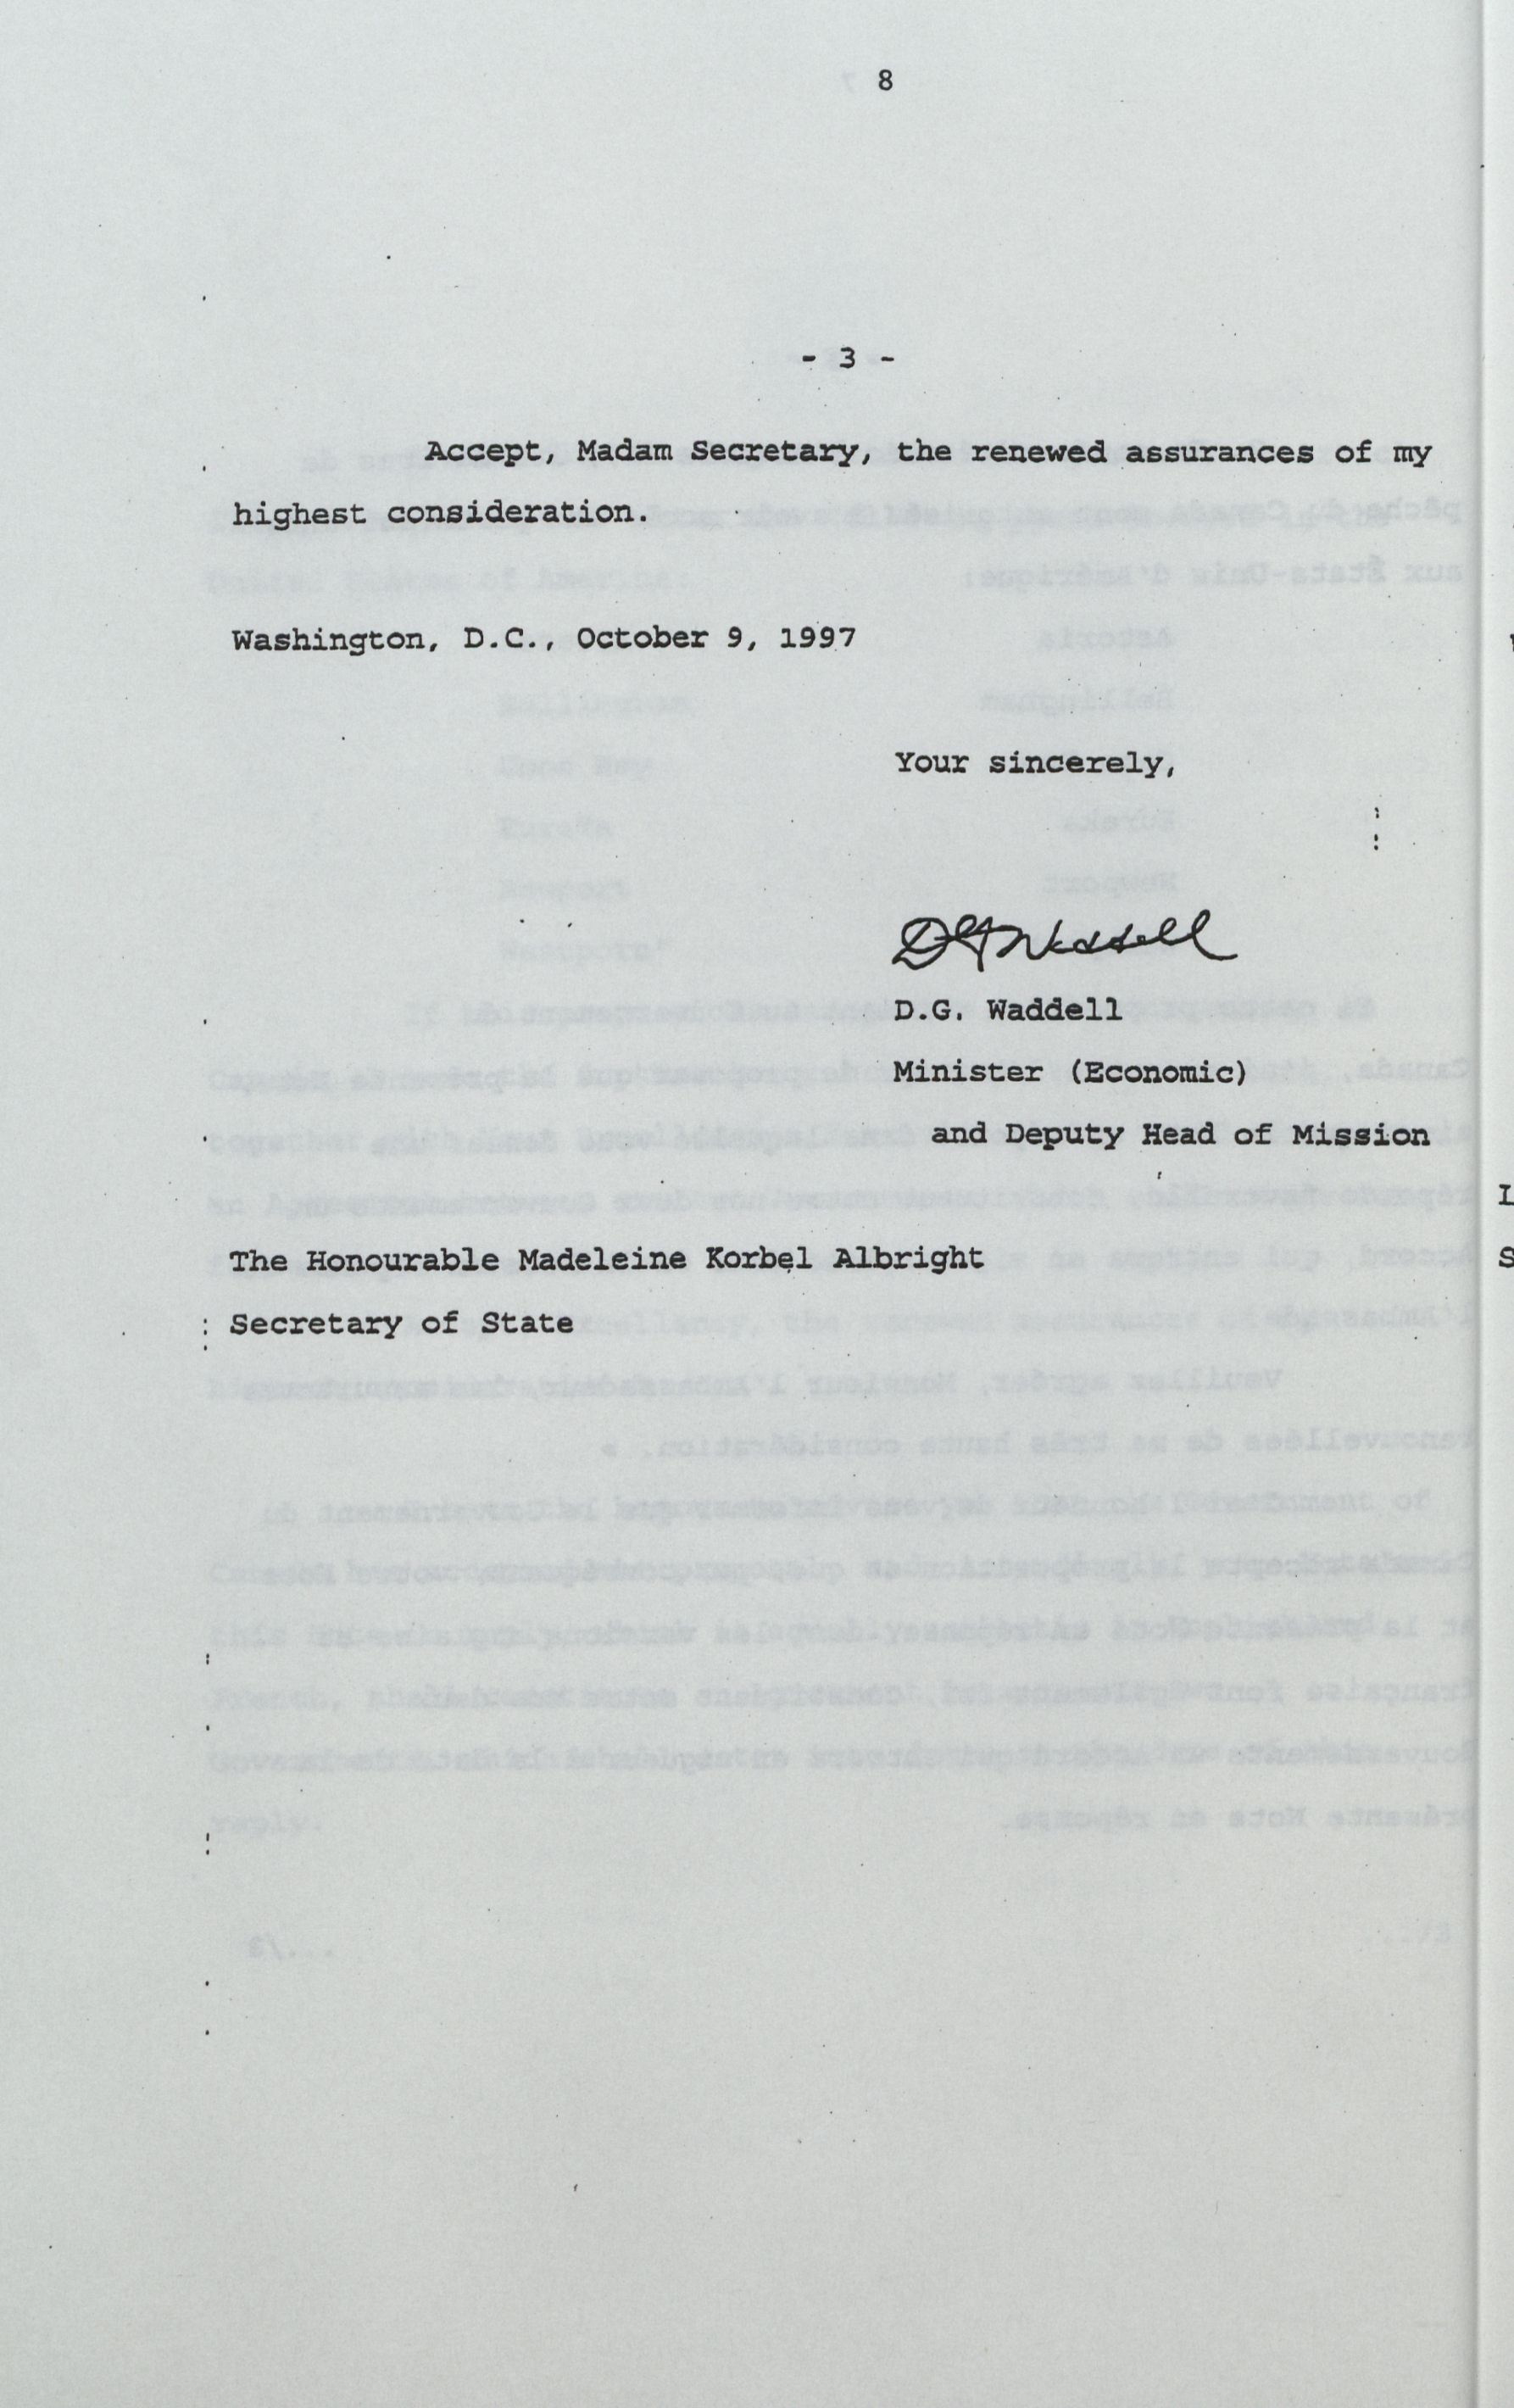 8
- 3 -
Accept, Madam Secretary, the renewed assurances of my
highest consideration.
Washington, D.C., October 9, 1997
Your sincerely,
D.G. Waddell
Minister (Economic)
and Deputy Head of Mission
The Honourable Madeleine Korbel Albright
Secretary of State